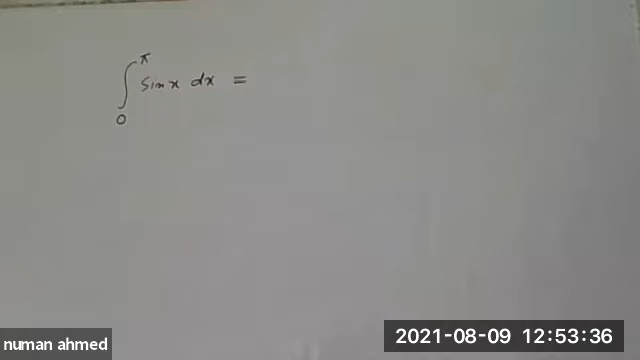 ∫₀^π sin x dx =
numan ahmed
2021-08-09 12:53:36